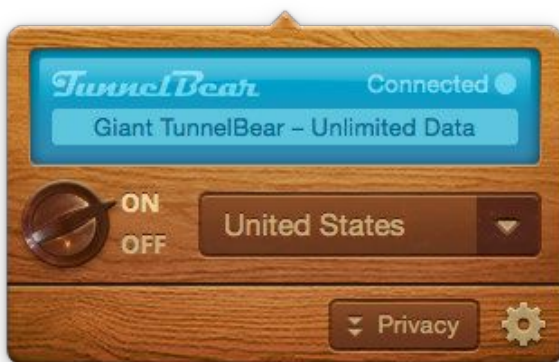 TunnelBear Connected
Giant TunnelBear – Unlimited Data
ON
United States
OFF
Privacy